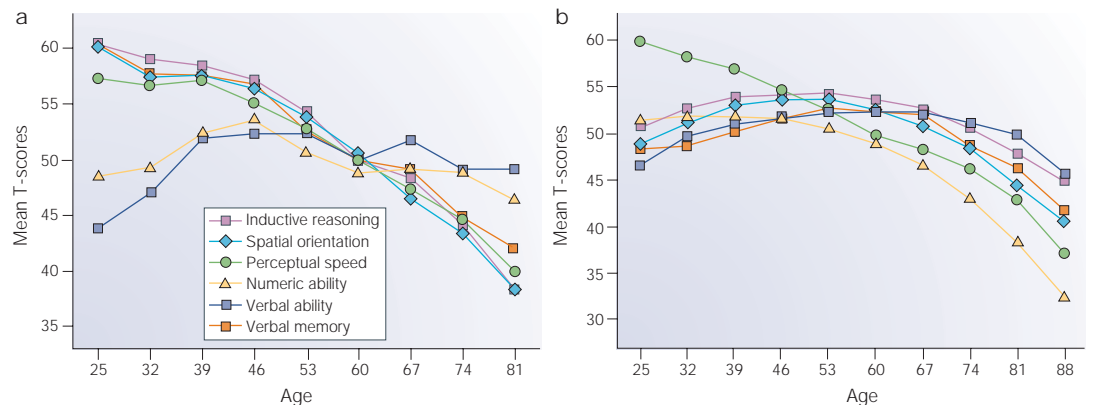 a
Mean T-scores
60
55
50
45
40
35
25 32 39 46 53 60 67 74 81
Age
Inductive reasoning
Spatial orientation
Perceptual speed
Numeric ability
Verbal ability
Verbal memory
b
Mean T-scores
60
55
50
45
40
35
30
25 32 39 46 53 60 67 74 81 88
Age